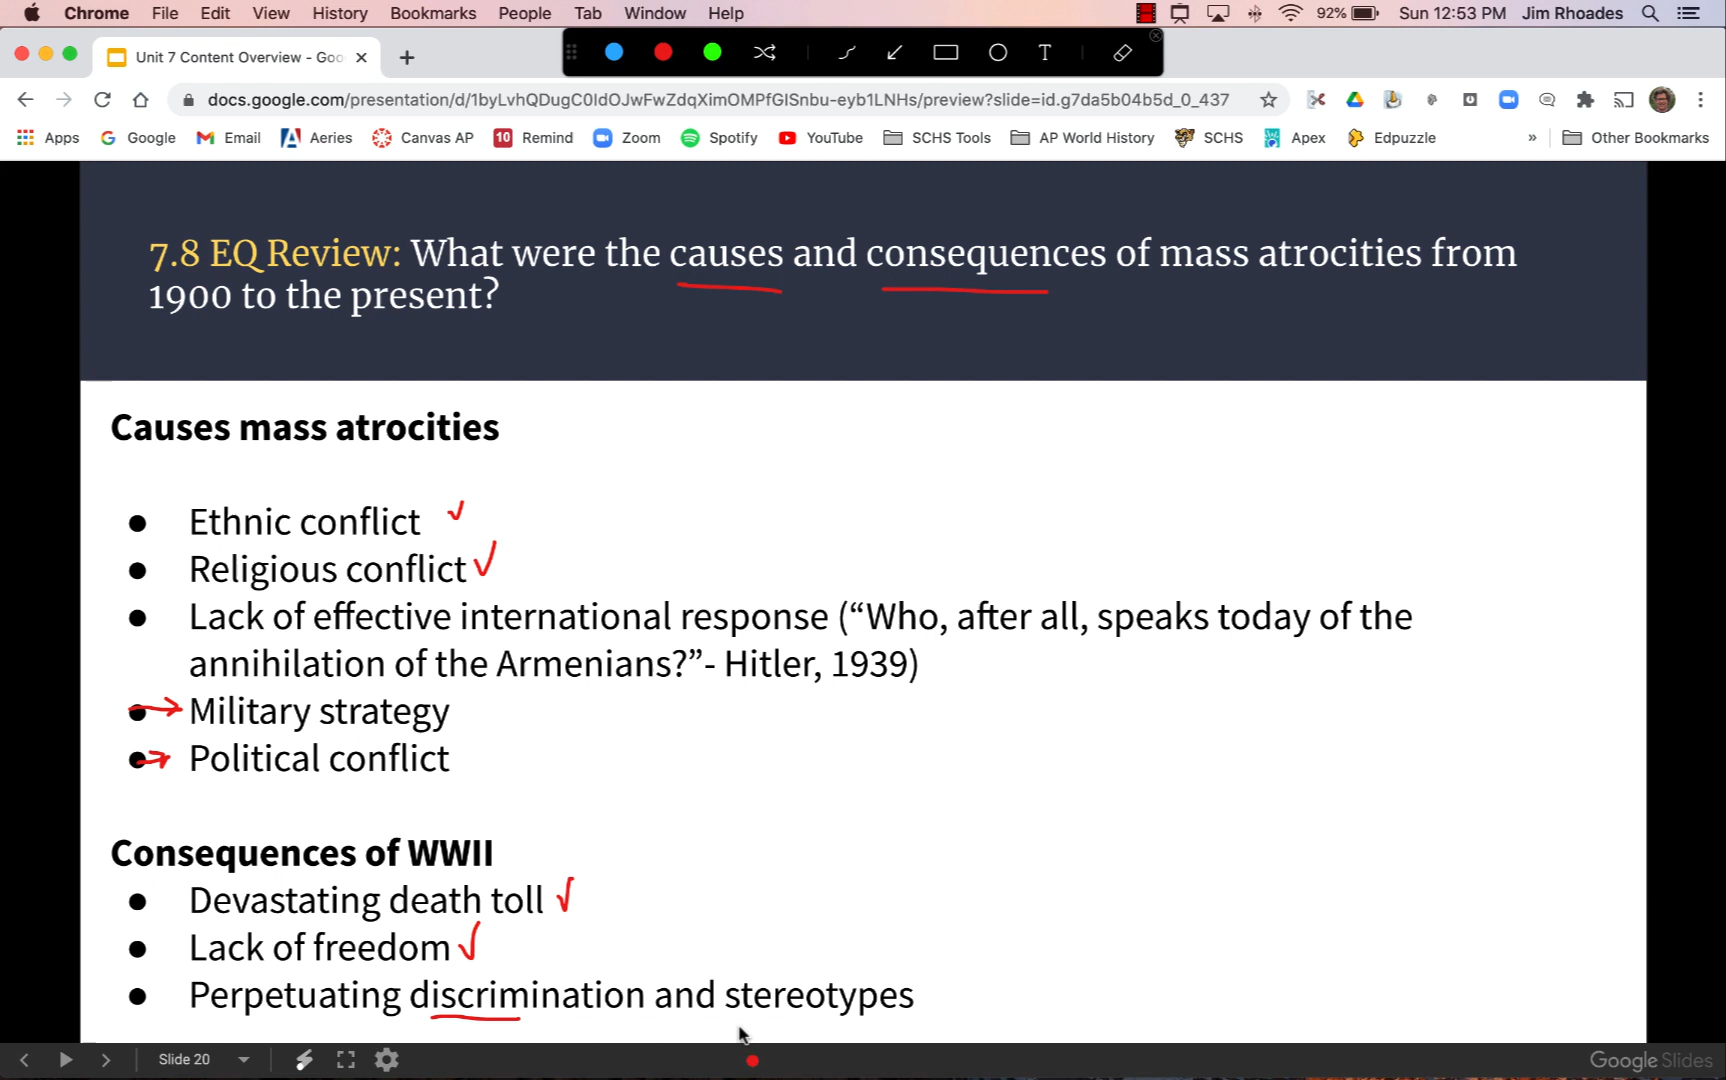 Chrome File Edit View History Bookmarks People Tab Window Help 92% Sun 12:53 PM Jim Rhoades
Unit 7 Content Overview - Goo
T
docs.google.com/presentation/d/1byLvhQDugC0IdOJwFwZdqXimOMPfGISnbu-eyb1LNHs/preview?slide=id.g7da5b04b5d_0_437
Apps Google Email Aeries Canvas AP 10 Remind Zoom Spotify YouTube SCHS Tools AP World History SCHS Apex Edpuzzle » Other Bookmarks
7.8 EQ Review: What were the causes and consequences of mass atrocities from
1900 to the present?
Causes mass atrocities
● Ethnic conflict
● Religious conflict
● Lack of effective international response (“Who, after all, speaks today of the
annihilation of the Armenians?”- Hitler, 1939)
● Military strategy
● Political conflict
Consequences of WWII
● Devastating death toll
● Lack of freedom
● Perpetuating discrimination and stereotypes
Slide 20
Google Slides